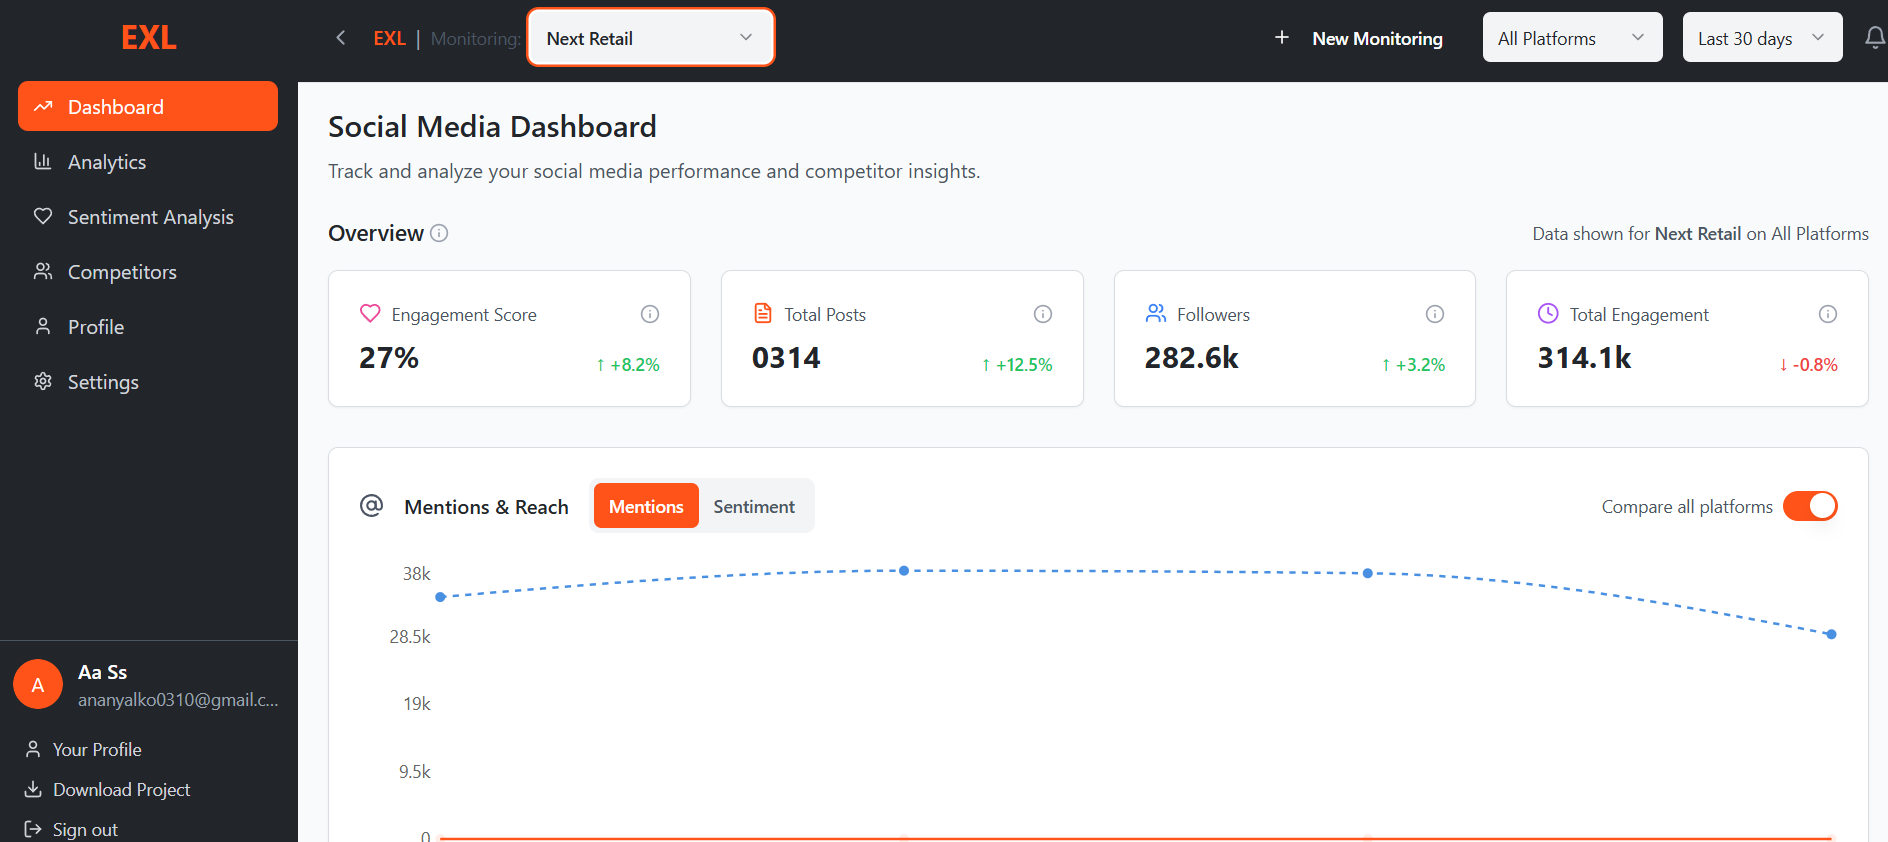 EXL
EXL | Monitoring: Next Retail
New Monitoring
All Platforms
Last 30 days
Dashboard
Analytics
Sentiment Analysis
Competitors
Profile
Settings
Aa Ss
ananyalko0310@gmail.c...
Your Profile
Download Project
Sign out
Social Media Dashboard
Track and analyze your social media performance and competitor insights.
Overview
Data shown for Next Retail on All Platforms
Engagement Score
27%
↑ +8.2%
Total Posts
0314
↑ +12.5%
Followers
282.6k
↑ +3.2%
Total Engagement
314.1k
↓ -0.8%
Mentions & Reach
Mentions
Sentiment
Compare all platforms
38k
28.5k
19k
9.5k
0
A